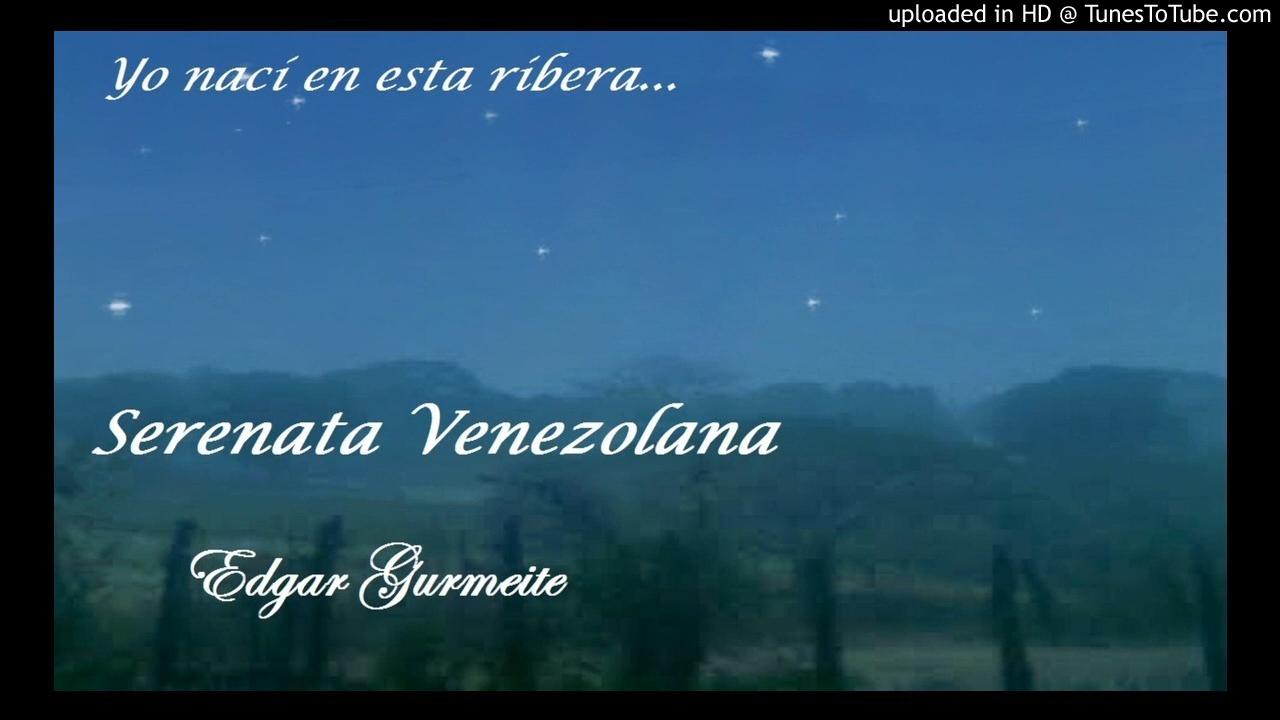 uploaded in HD @ TunesToTube.com
Yo nací en esta ribera...
Serenata Venezolana
Edgar Gurmeite